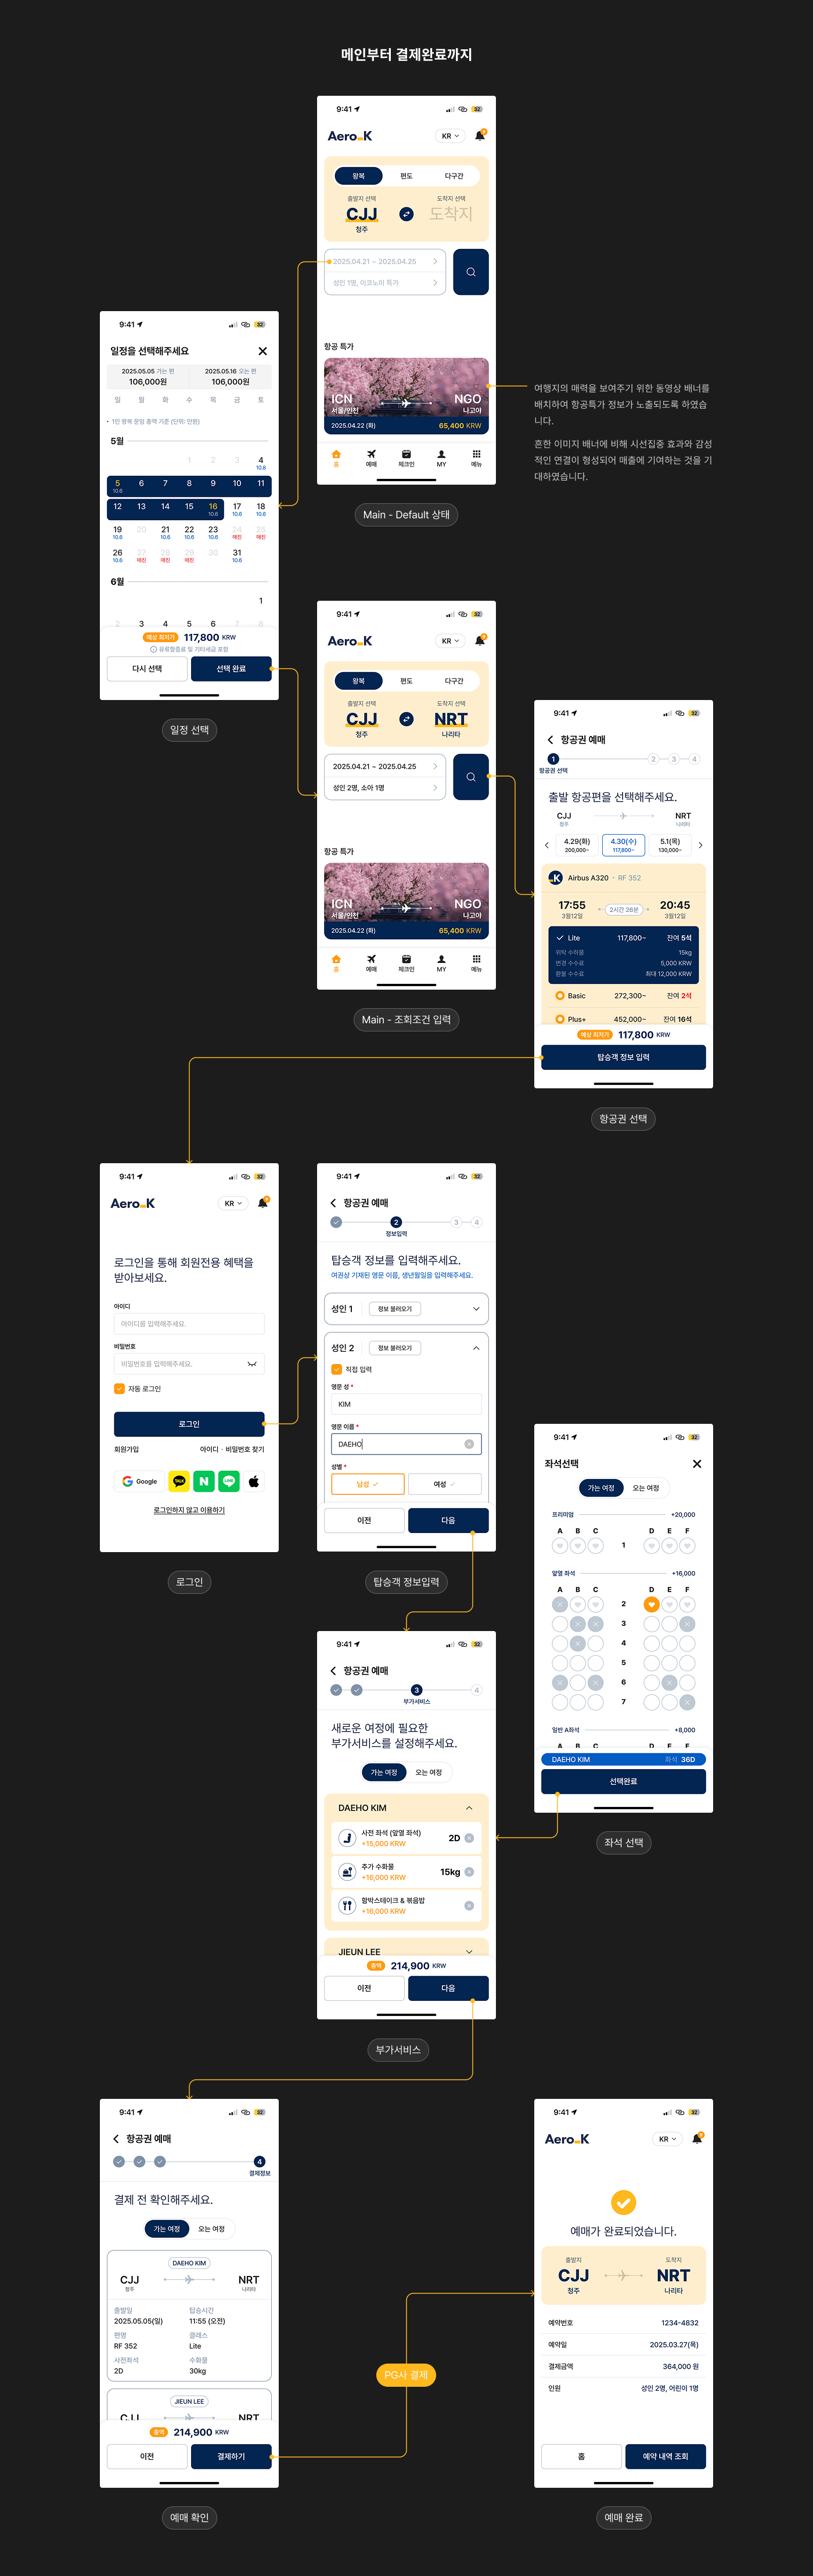 메인부터 결제완료까지
9:41
32
Aero_K
KR
왕복
편도
다구간
출발지 선택
도착지 선택
CJJ
도착지
청주
2025.04.21 ~ 2025.04.25
성인 1명, 이코노미 특가
항공 특가
ICN
NGO
서울/인천
나고야
2025.04.22 (화)
65,400 KRW
홈
예매
체크인
MY
메뉴
Main - Default 상태
여행지의 매력을 보여주기 위한 동영상 배너를
배치하여 항공특가 정보가 노출되도록 하였습
니다.
흔한 이미지 배너에 비해 시선집중 효과와 감성
적인 연결이 형성되어 매출에 기여하는 것을 기
대하였습니다.
9:41
32
일정을 선택해주세요
2025.05.05 가는 편
2025.05.16 오는 편
106,000원
106,000원
일 월 화 수 목 금 토
• 1인 왕복 운임 총액 기준 (단위: 만원)
5월
1 2 3 4
10.8
5 6 7 8 9 10 11
10.6
12 13 14 15 16 17 18
10.6 10.6 10.8
19 20 21 22 23 24 25
10.6 10.6 10.6 10.6 매진 매진
26 27 28 29 30 31
10.6 매진 매진 매진 10.6
6월
1
2 3 4 5 6 7 8
예상 최저가 117,800 KRW
유류할증료 및 기타세금 포함
다시 선택
선택 완료
일정 선택
9:41
32
Aero_K
KR
왕복
편도
다구간
출발지 선택
도착지 선택
CJJ
NRT
청주
나리타
2025.04.21 ~ 2025.04.25
성인 2명, 소아 1명
항공 특가
ICN
NGO
서울/인천
나고야
2025.04.22 (화)
65,400 KRW
홈
예매
체크인
MY
메뉴
Main - 조회조건 입력
9:41
32
항공권 예매
1 2 3 4
항공권 선택
출발 항공편을 선택해주세요.
CJJ
NRT
청주
나리타
4.29(화)
4.30(수)
5.1(목)
200,000~
117,800~
130,000~
K Airbus A320 • RF 352
17:55
2시간 26분
20:45
3월12일
3월12일
Lite 117,800~ 잔여 5석
위탁 수하물 15kg
변경 수수료 5,000 KRW
환불 수수료 최대 12,000 KRW
Basic 272,300~ 잔여 2석
Plus+ 452,000~ 잔여 16석
예상 최저가 117,800 KRW
탑승객 정보 입력
항공권 선택
9:41
32
Aero_K
KR
로그인을 통해 회원전용 혜택을
받아보세요.
아이디
아이디를 입력해주세요.
비밀번호
비밀번호를 입력해주세요.
자동 로그인
로그인
회원가입
아이디 · 비밀번호 찾기
Google
TALK
N
LINE
로그인하지 않고 이용하기
로그인
9:41
32
항공권 예매
2 3 4
정보입력
탑승객 정보를 입력해주세요.
여권상 기재된 영문 이름, 생년월일을 입력해주세요.
성인 1
정보 불러오기
성인 2
정보 불러오기
직접 입력
영문 성 *
KIM
영문 이름 *
DAEHO
성별 *
남성
여성
이전
다음
탑승객 정보입력
9:41
32
좌석선택
가는 여정
오는 여정
프리미엄 +20,000
A B C D E F
1
앞열 좌석 +16,000
A B C D E F
2
3
4
5
6
7
일반 A좌석 +8,000
A B C D E F
DAEHO KIM 좌석 36D
선택완료
좌석 선택
9:41
32
항공권 예매
3 4
부가서비스
새로운 여정에 필요한
부가서비스를 설정해주세요.
가는 여정
오는 여정
DAEHO KIM
사전 좌석 (앞열 좌석)
+15,000 KRW
2D
추가 수화물
+16,000 KRW
15kg
함박스테이크 & 볶음밥
+16,000 KRW
JIEUN LEE
총액 214,900 KRW
이전
다음
부가서비스
9:41
32
항공권 예매
4
결제정보
결제 전 확인해주세요.
가는 여정
오는 여정
DAEHO KIM
CJJ
NRT
청주
나리타
출발일
탑승시간
2025.05.05(일)
11:55 (오전)
편명
클래스
RF 352
Lite
사전좌석
수화물
2D
30kg
JIEUN LEE
CJJ
NRT
총액 214,900 KRW
이전
결제하기
예매 확인
PG사 결제
9:41
32
Aero_K
KR
예매가 완료되었습니다.
출발지
도착지
CJJ
NRT
청주
나리타
예약번호 1234-4832
예약일 2025.03.27(목)
결제금액 364,000 원
인원 성인 2명, 어린이 1명
홈
예약 내역 조회
예매 완료